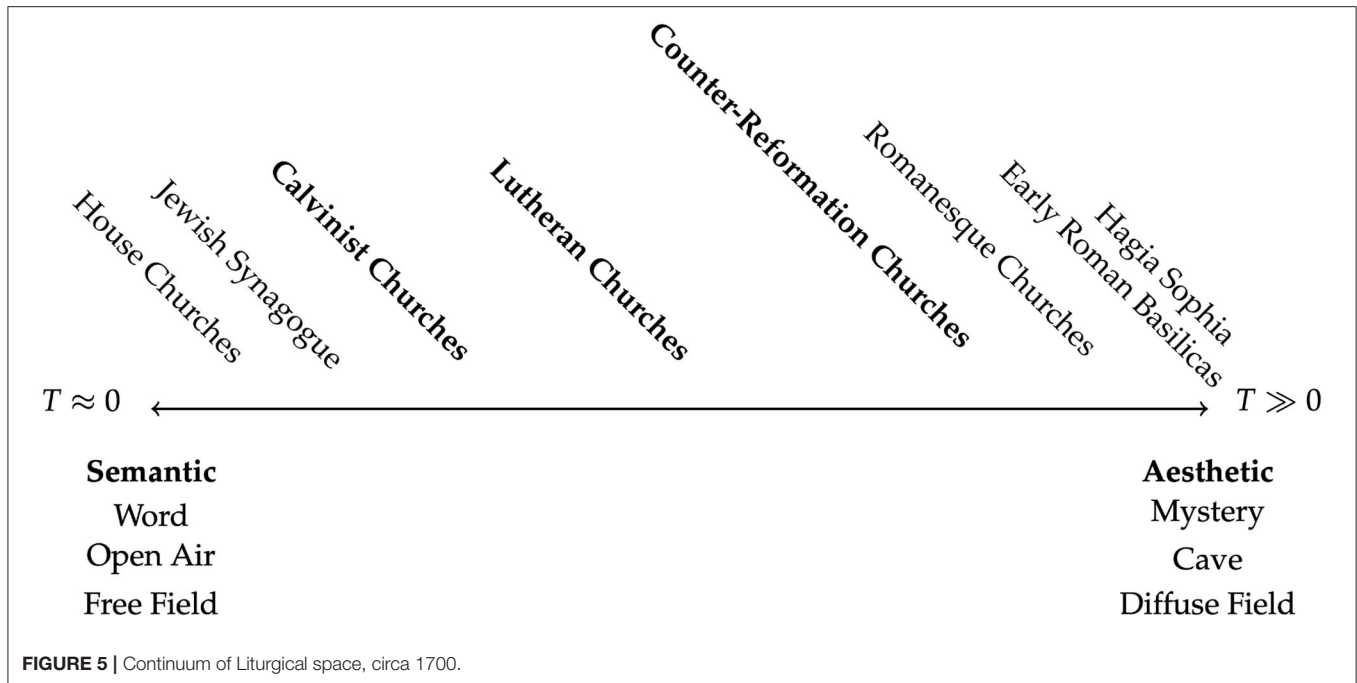 House Churches
Jewish Synagogue
Calvinist Churches
Lutheran Churches
Counter-Reformation Churches
Romanesque Churches
Early Roman Basilicas
Hagia Sophia
T ≈ 0
T ≫ 0
Semantic
Word
Open Air
Free Field
Aesthetic
Mystery
Cave
Diffuse Field
FIGURE 5 | Continuum of Liturgical space, circa 1700.